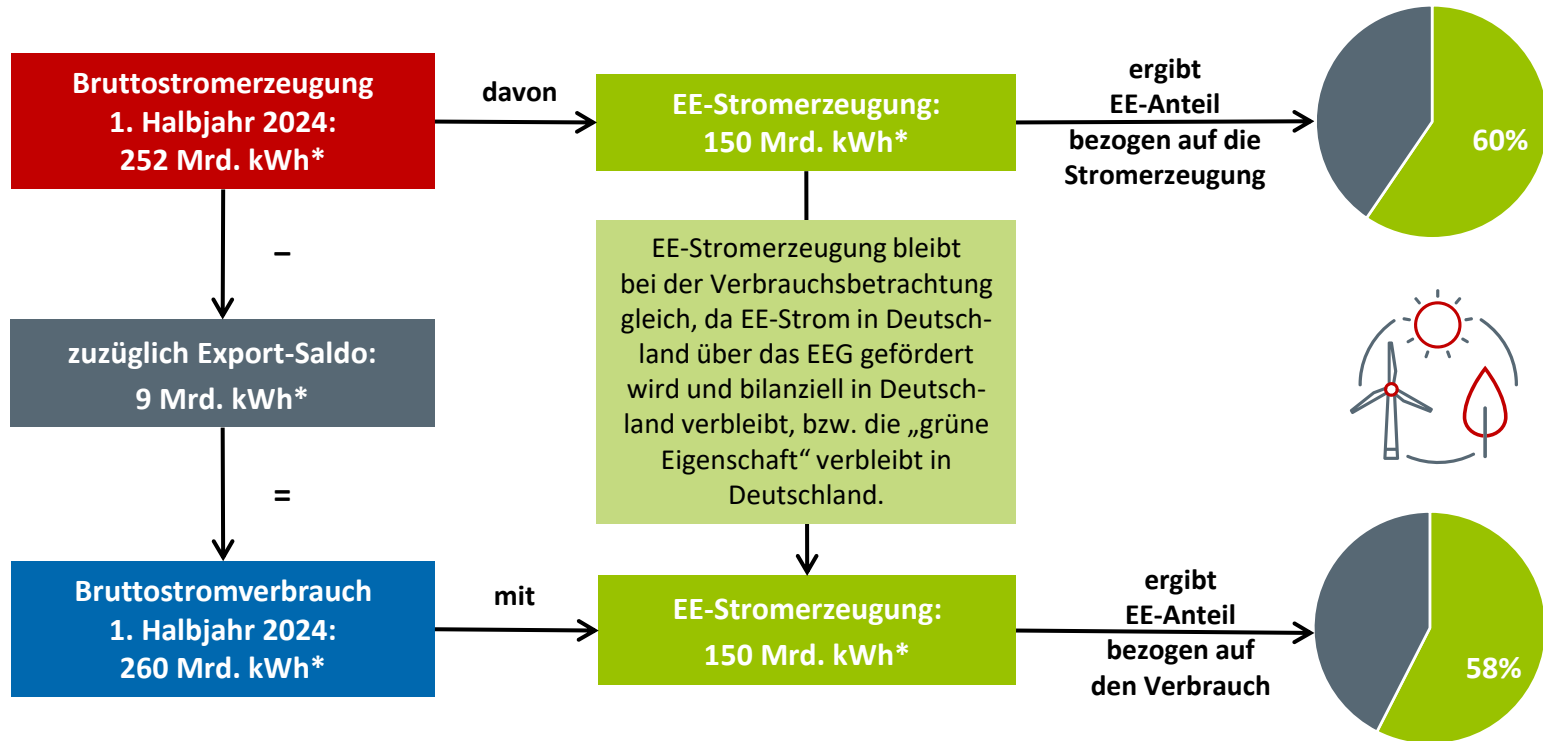 Bruttostromerzeugung
1. Halbjahr 2024:
252 Mrd. kWh*
davon
EE-Stromerzeugung:
150 Mrd. kWh*
ergibt
EE-Anteil
bezogen auf die
Stromerzeugung
60%
–
EE-Stromerzeugung bleibt
bei der Verbrauchsbetrachtung
gleich, da EE-Strom in Deutsch-
land über das EEG gefördert
wird und bilanziell in Deutsch-
land verbleibt, bzw. die „grüne
Eigenschaft“ verbleibt in
Deutschland.
zuzüglich Export-Saldo:
9 Mrd. kWh*
=
Bruttostromverbrauch
1. Halbjahr 2024:
260 Mrd. kWh*
mit
EE-Stromerzeugung:
150 Mrd. kWh*
ergibt
EE-Anteil
bezogen auf
den Verbrauch
58%